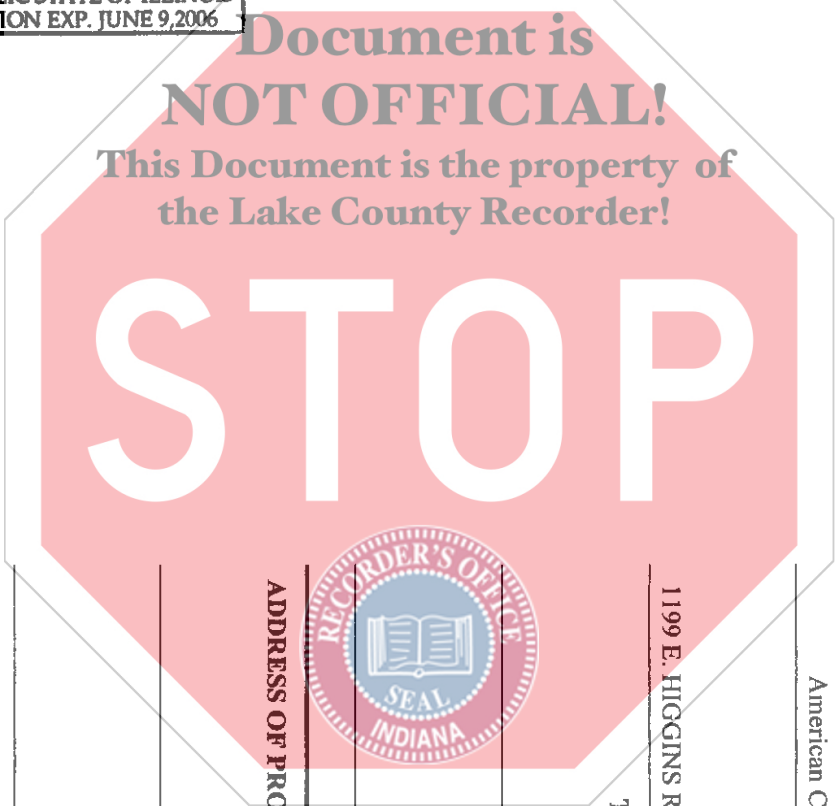 ION EXP. JUNE 9,2006
Document is
NOT OFFICIAL!
This Document is the property of
the Lake County Recorder!
STOP
RECORDER'S OFFICE
SEAL
INDIANA
ADDRESS OF PRO
1199 E. HIGGINS R
American C